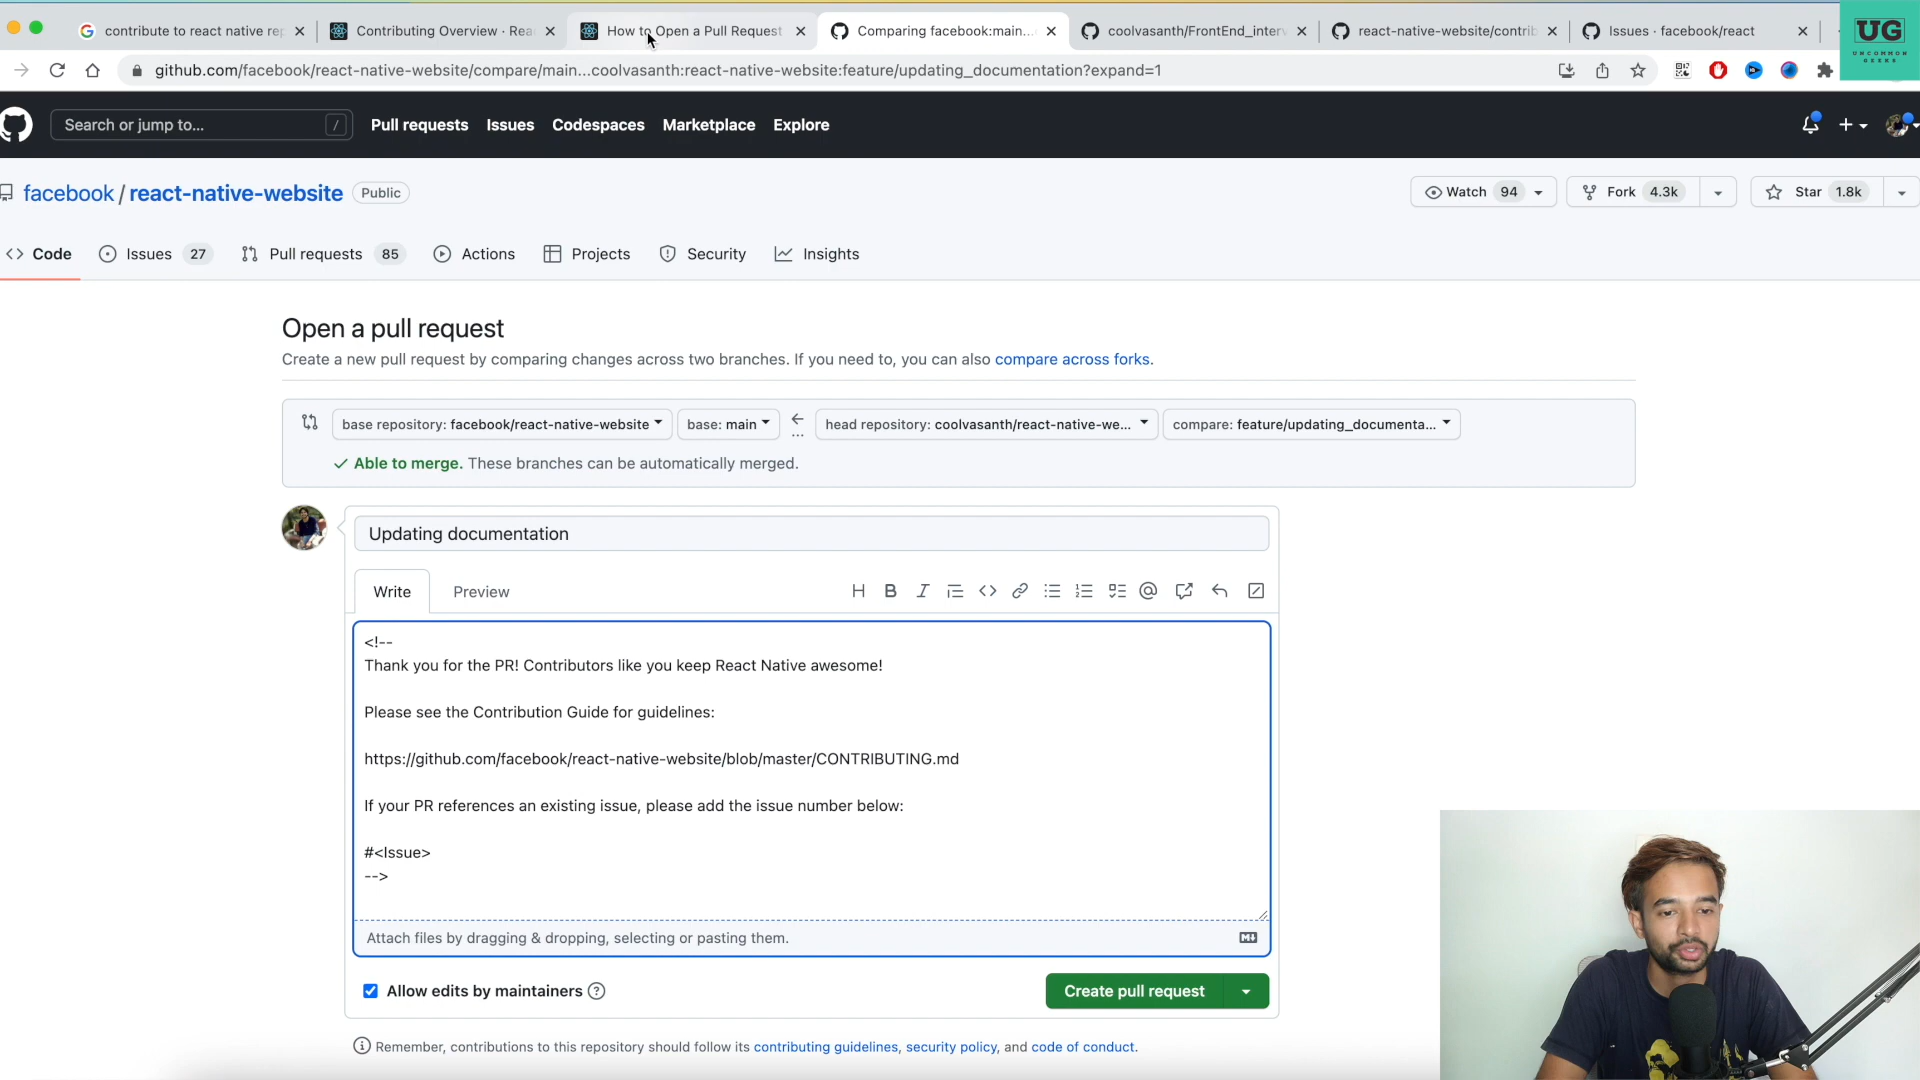 contribute to react native rep
Contributing Overview · Rea
How to Open a Pull Request
Comparing facebook:main...
coolvasanth/FrontEnd_interv
react-native-website/contrib
Issues · facebook/react
UG
UNCOMMON
GEEKS
github.com/facebook/react-native-website/compare/main...coolvasanth:react-native-website:feature/updating_documentation?expand=1
Search or jump to...
/
Pull requests
Issues
Codespaces
Marketplace
Explore
facebook / react-native-website
Public
Watch 94
Fork 4.3k
Star 1.8k
Code
Issues 27
Pull requests 85
Actions
Projects
Security
Insights
Open a pull request
Create a new pull request by comparing changes across two branches. If you need to, you can also compare across forks.
base repository: facebook/react-native-website
base: main
head repository: coolvasanth/react-native-we...
compare: feature/updating_documenta...
Able to merge. These branches can be automatically merged.
Updating documentation
Write
Preview
<!--
Thank you for the PR! Contributors like you keep React Native awesome!
Please see the Contribution Guide for guidelines:
https://github.com/facebook/react-native-website/blob/master/CONTRIBUTING.md
If your PR references an existing issue, please add the issue number below:
#<Issue>
-->
Attach files by dragging & dropping, selecting or pasting them.
Allow edits by maintainers
Create pull request
Remember, contributions to this repository should follow its contributing guidelines, security policy, and code of conduct.